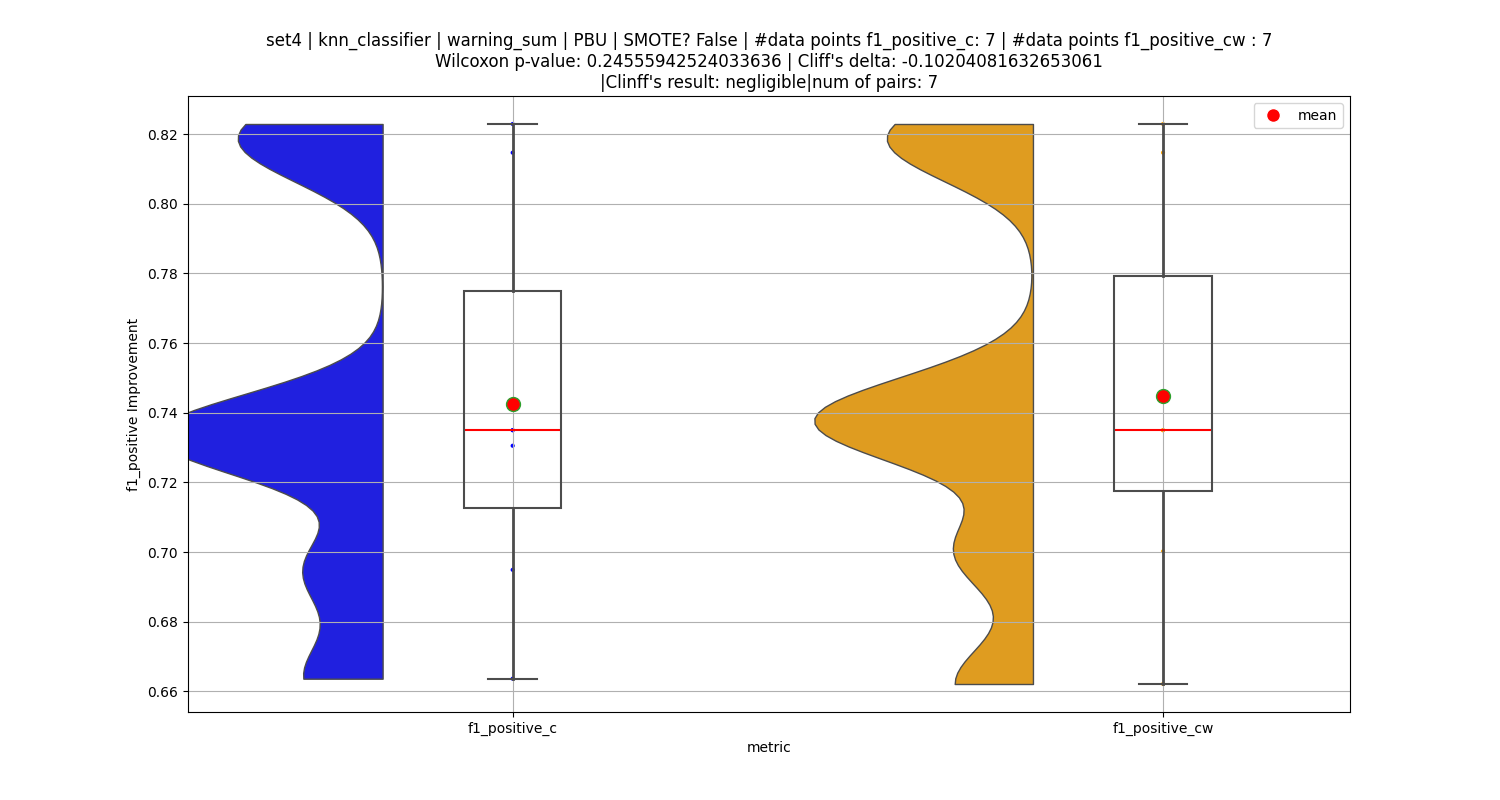 set4 | knn_classifier | warning_sum | PBU | SMOTE? False | #data points f1_positive_c: 7 | #data points f1_positive_cw : 7
Wilcoxon p-value: 0.24555942524033636 | Cliff's delta: -0.10204081632653061
|Clinff's result: negligible|num of pairs: 7
mean
0.82
0.80
0.78
0.76
0.74
0.72
0.70
0.68
0.66
f1_positive Improvement
f1_positive_c
f1_positive_cw
metric